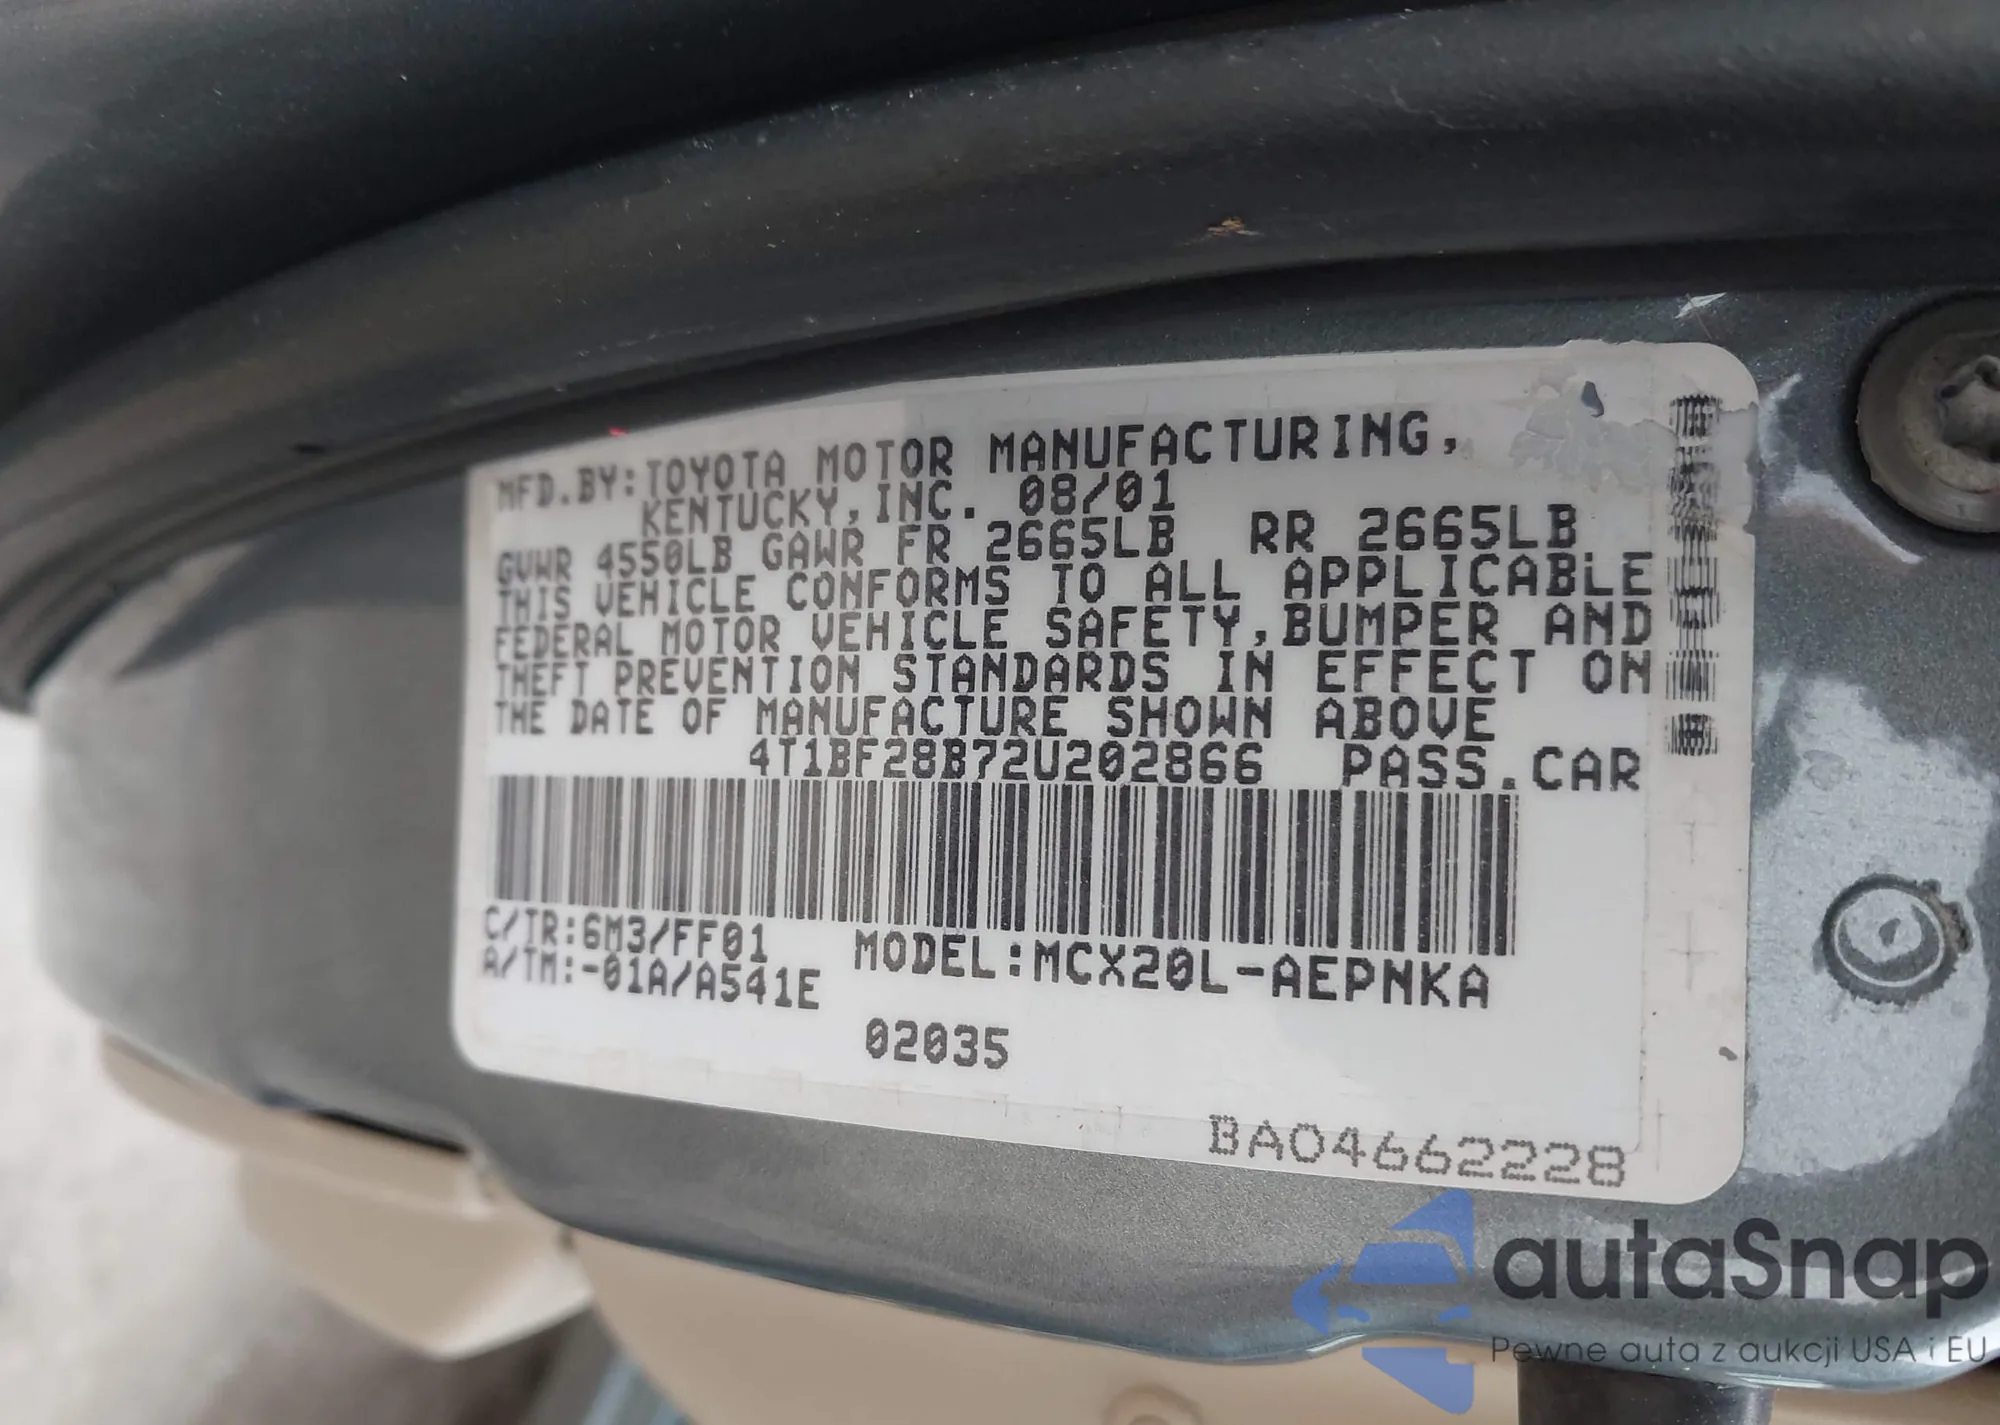 MFD.BY:TOYOTA MOTOR MANUFACTURING,
KENTUCKY,INC. 08/01
GVWR 4550LB GAWR FR 2665LB RR 2665LB
THIS VEHICLE CONFORMS TO ALL APPLICABLE
FEDERAL MOTOR VEHICLE SAFETY,BUMPER AND
THEFT PREVENTION STANDARDS IN EFFECT ON
THE DATE OF MANUFACTURE SHOWN ABOVE
4T1BF28B72U202866 PASS.CAR
C/TR:6M3/FF01
A/TM:-01A/A541E
MODEL:MCX20L-AEPNKA
02035
BA04662228
autaSnap
Pewne auta z aukcji USA i EU